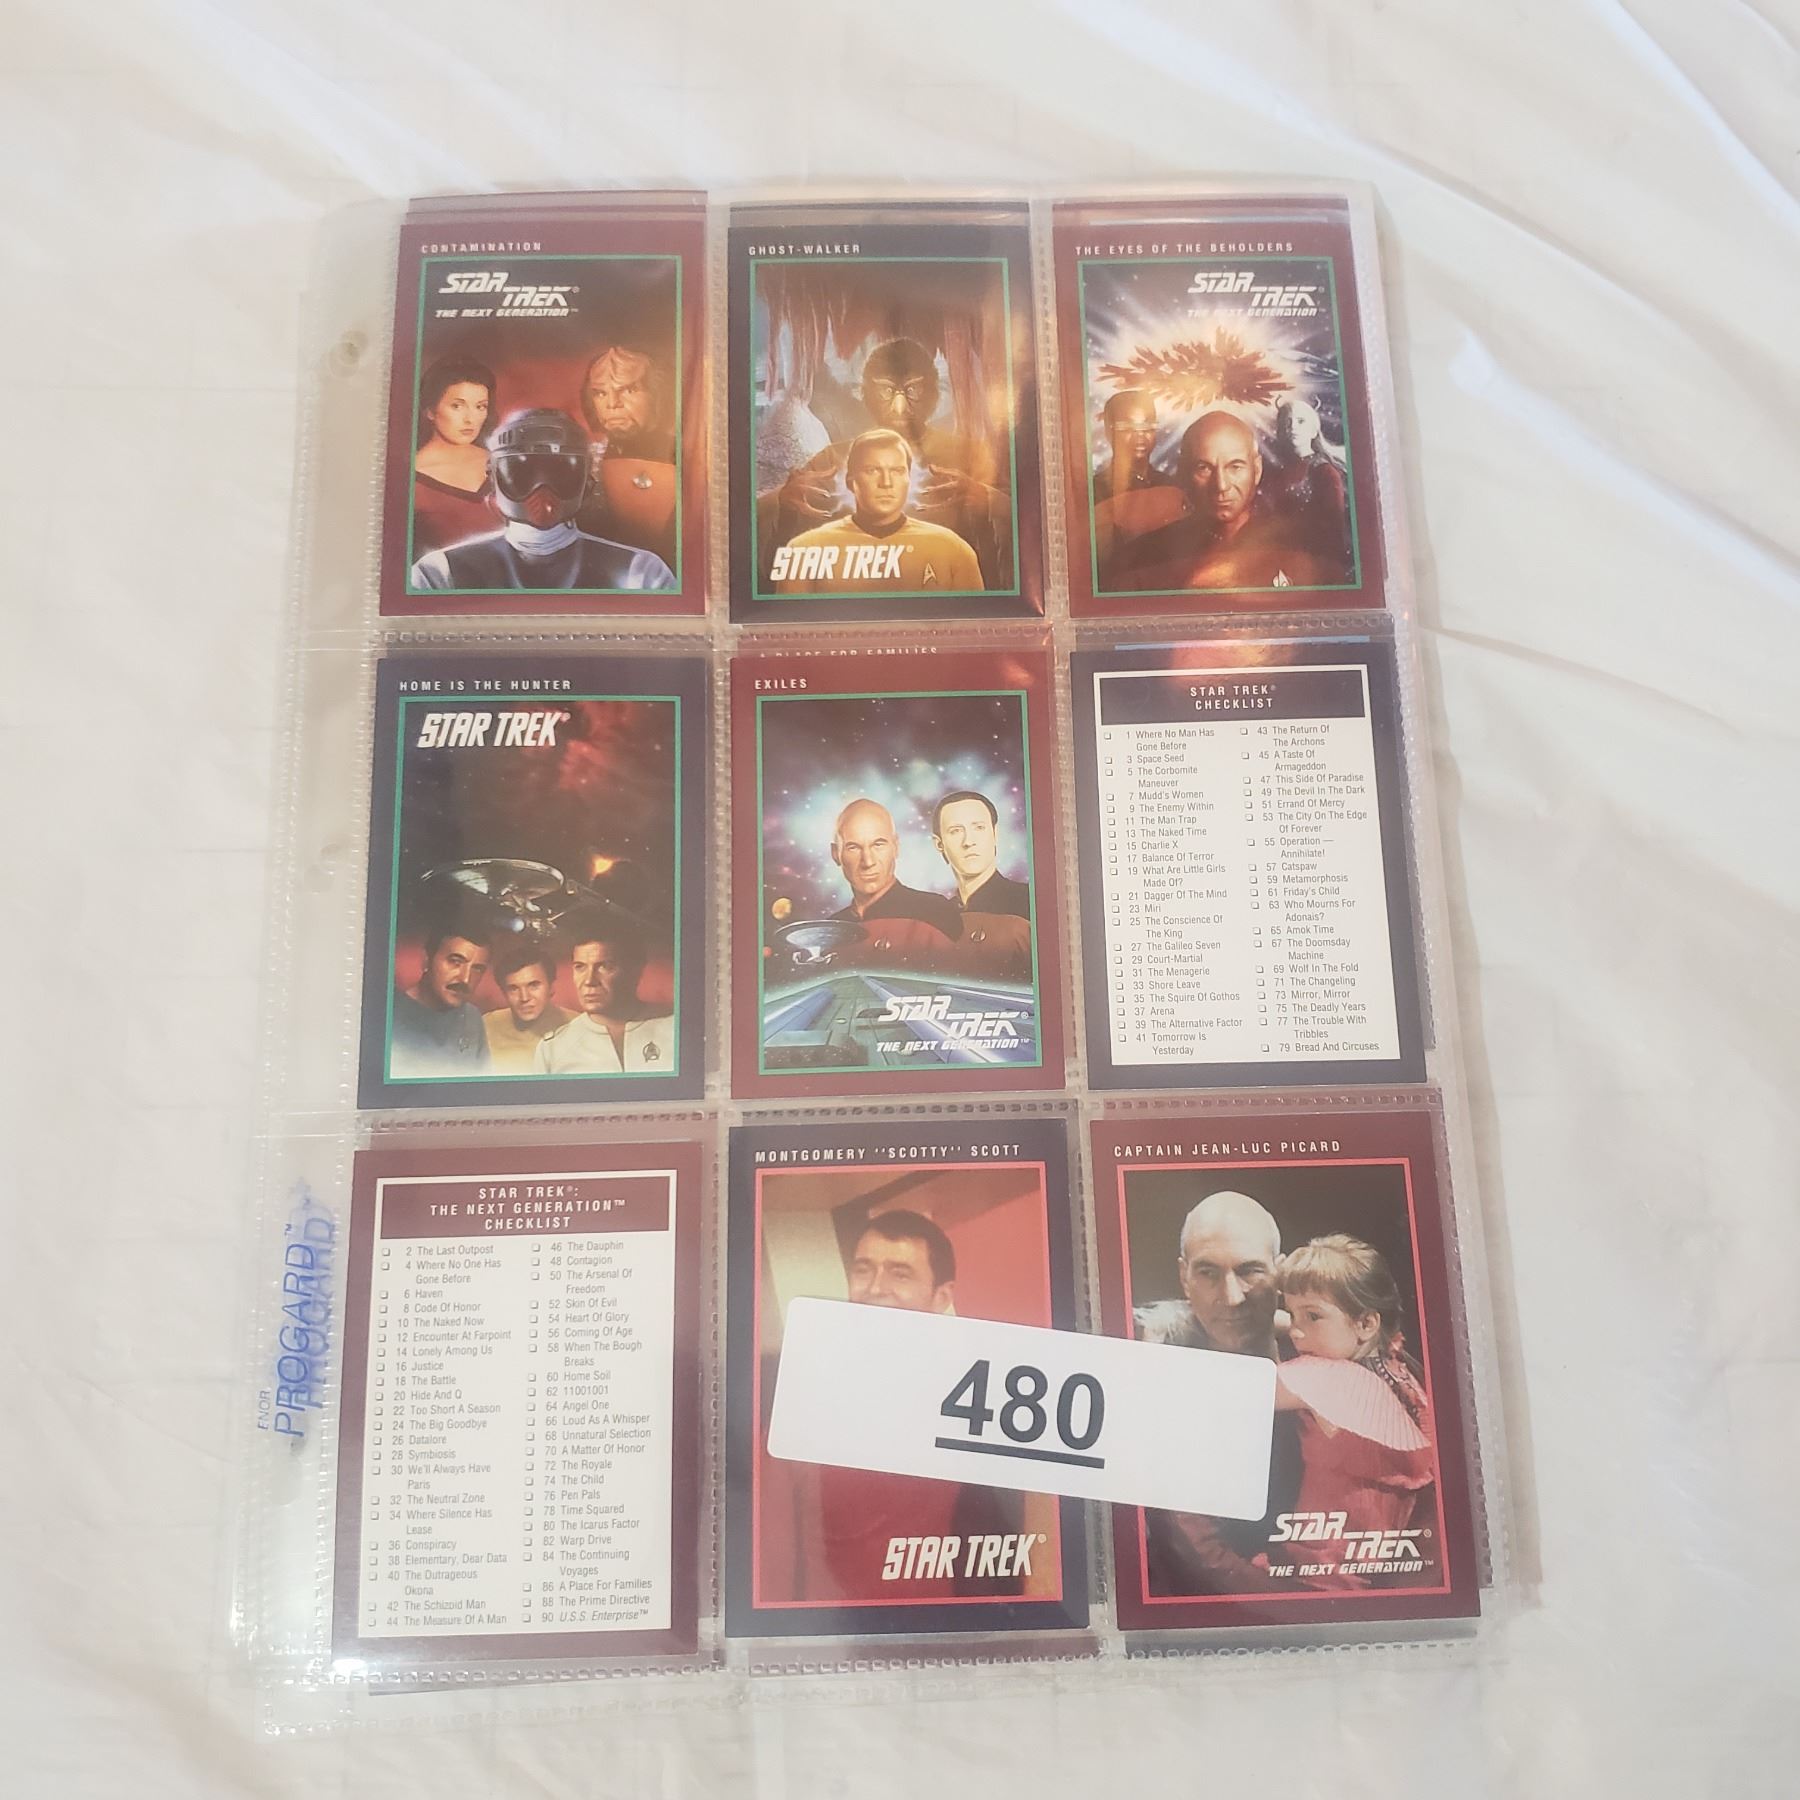 CONTAMINATION
STAR TREK®
THE NEXT GENERATION™
GHOST-WALKER
STAR TREK®
THE EYES OF THE BEHOLDERS
STAR TREK®
THE NEXT GENERATION™
HOME IS THE HUNTER
STAR TREK®
A PLACE FOR FAMILIES
EXILES
STAR TREK®
THE NEXT GENERATION™
STAR TREK®
CHECKLIST
1 Where No Man Has
Gone Before
3 Space Seed
5 The Corbomite
Maneuver
7 Mudd's Women
9 The Enemy Within
11 The Man Trap
13 The Naked Time
15 Charlie X
17 Balance Of Terror
19 What Are Little Girls
Made Of?
21 Dagger Of The Mind
23 Miri
25 The Conscience Of
The King
27 The Galileo Seven
29 Court-Martial
31 The Menagerie
33 Shore Leave
35 The Squire Of Gothos
37 Arena
39 The Alternative Factor
41 Tomorrow Is
Yesterday
43 The Return Of
The Archons
45 A Taste Of
Armageddon
47 This Side Of Paradise
49 The Devil In The Dark
51 Errand Of Mercy
53 The City On The Edge
Of Forever
55 Operation —
Annihilate!
57 Catspaw
59 Metamorphosis
61 Friday's Child
63 Who Mourns For
Adonais?
65 Amok Time
67 The Doomsday
Machine
69 Wolf In The Fold
71 The Changeling
73 Mirror, Mirror
75 The Deadly Years
77 The Trouble With
Tribbles
79 Bread And Circuses
STAR TREK®:
THE NEXT GENERATION™
CHECKLIST
2 The Last Outpost
4 Where No One Has
Gone Before
6 Haven
8 Code Of Honor
10 The Naked Now
12 Encounter At Farpoint
14 Lonely Among Us
16 Justice
18 The Battle
20 Hide And Q
22 Too Short A Season
24 The Big Goodbye
26 Datalore
28 Symbiosis
30 We'll Always Have
Paris
32 The Neutral Zone
34 Where Silence Has
Lease
36 Conspiracy
38 Elementary, Dear Data
40 The Outrageous
Okona
42 The Schizoid Man
44 The Measure Of A Man
46 The Dauphin
48 Contagion
50 The Arsenal Of
Freedom
52 Skin Of Evil
54 Heart Of Glory
56 Coming Of Age
58 When The Bough
Breaks
60 Home Soil
62 11001001
64 Angel One
66 Loud As A Whisper
68 Unnatural Selection
70 A Matter Of Honor
72 The Royale
74 The Child
76 Pen Pals
78 Time Squared
80 The Icarus Factor
82 Warp Drive
84 The Continuing
Voyages
86 A Place For Families
88 The Prime Directive
90 U.S.S. Enterprise™
MONTGOMERY "SCOTTY" SCOTT
STAR TREK®
CAPTAIN JEAN-LUC PICARD
STAR TREK®
THE NEXT GENERATION™
480
ENOR
PROGARD™